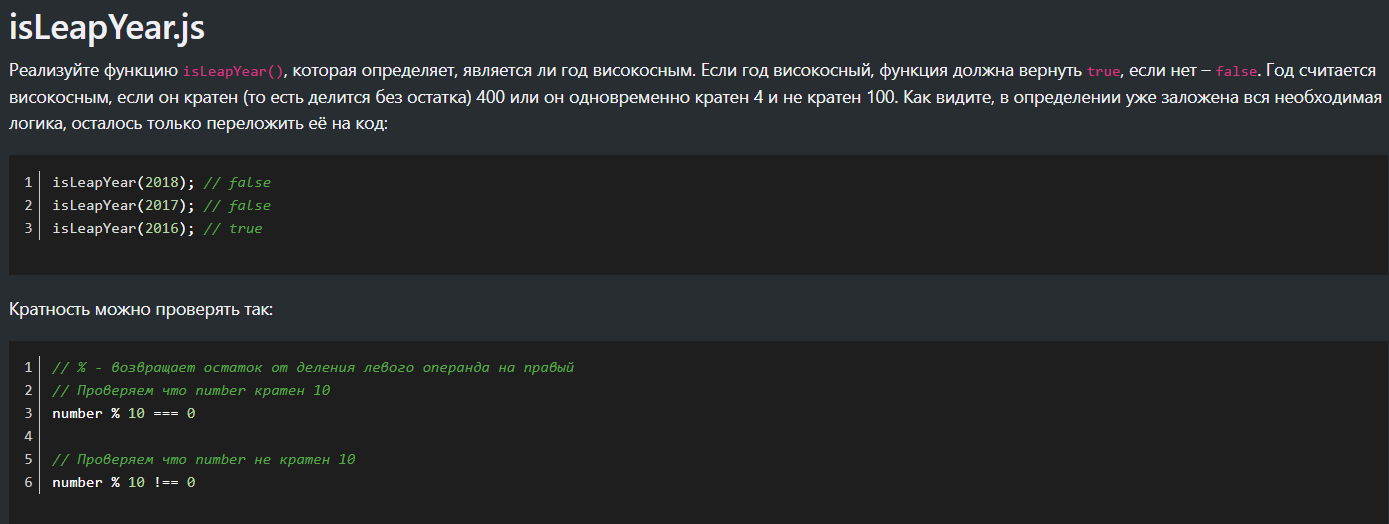 isLeapYear.js
Реализуйте функцию isLeapYear(), которая определяет, является ли год високосным. Если год високосный, функция должна вернуть true, если нет – false. Год считается
високосным, если он кратен (то есть делится без остатка) 400 или он одновременно кратен 4 и не кратен 100. Как видите, в определении уже заложена вся необходимая
логика, осталось только переложить её на код:
1 isLeapYear(2018); // false
2 isLeapYear(2017); // false
3 isLeapYear(2016); // true
Кратность можно проверять так:
1 // % - возвращает остаток от деления левого операнда на правый
2 // Проверяем что number кратен 10
3 number % 10 === 0
4
5 // Проверяем что number не кратен 10
6 number % 10 !== 0